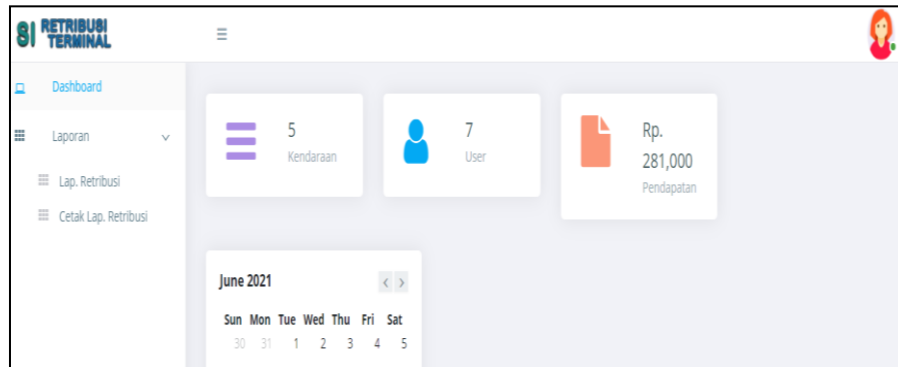 SI RETRIBUSI
TERMINAL
Dashboard
Laporan
Lap. Retribusi
Cetak Lap. Retribusi
5
Kendaraan
7
User
Rp.
281,000
Pendapatan
June 2021
< >
Sun Mon Tue Wed Thu Fri Sat
30 31 1 2 3 4 5